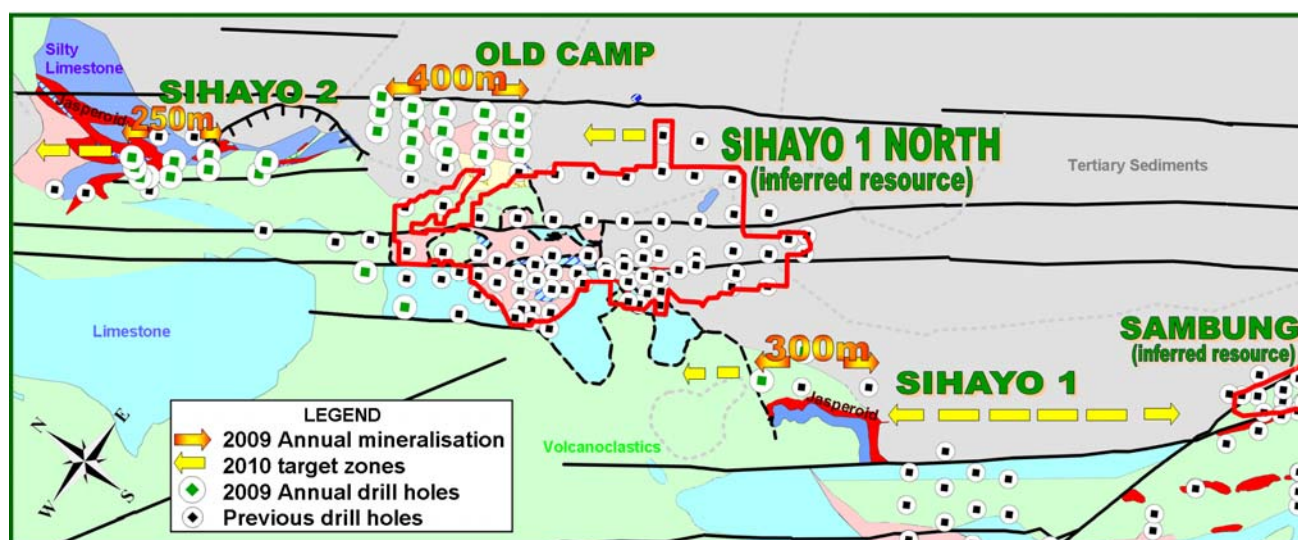 Silty
Limestone
Jasperoid
SIHAYO 2
250m
OLD CAMP
400m
SIHAYO 1 NORTH
(inferred resource)
Tertiary Sediments
Limestone
300m
SIHAYO 1
Jasperoid
SAMBUNG
(inferred resource)
Volcanoclastics
N
E
W
S
LEGEND
2009 Annual mineralisation
2010 target zones
2009 Annual drill holes
Previous drill holes